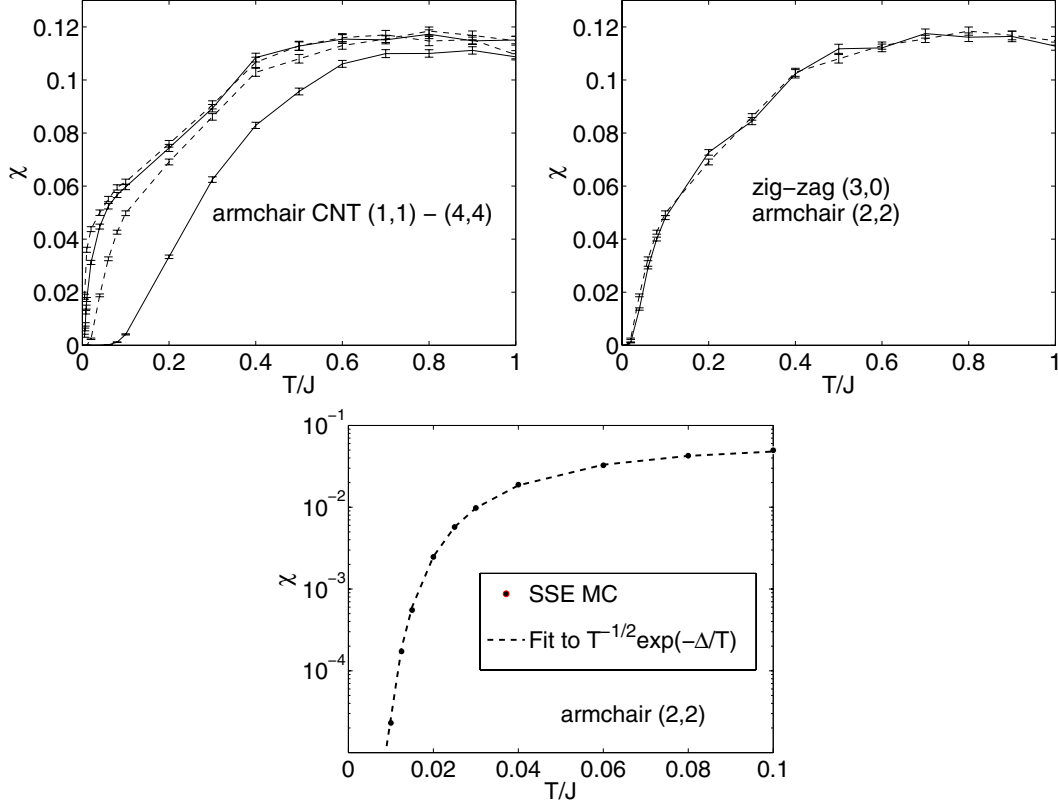 0.12
0.1
0.08
0.06
0.04
0.02
0
χ
armchair CNT (1,1) − (4,4)
0 0.2 0.4 0.6 0.8 1
T/J
0.12
0.1
0.08
0.06
0.04
0.02
0
χ
zig−zag (3,0)
armchair (2,2)
0 0.2 0.4 0.6 0.8 1
T/J
10⁻¹
10⁻²
10⁻³
10⁻⁴
χ
SSE MC
Fit to T⁻¹/²exp(−Δ/T)
armchair (2,2)
0 0.02 0.04 0.06 0.08 0.1
T/J